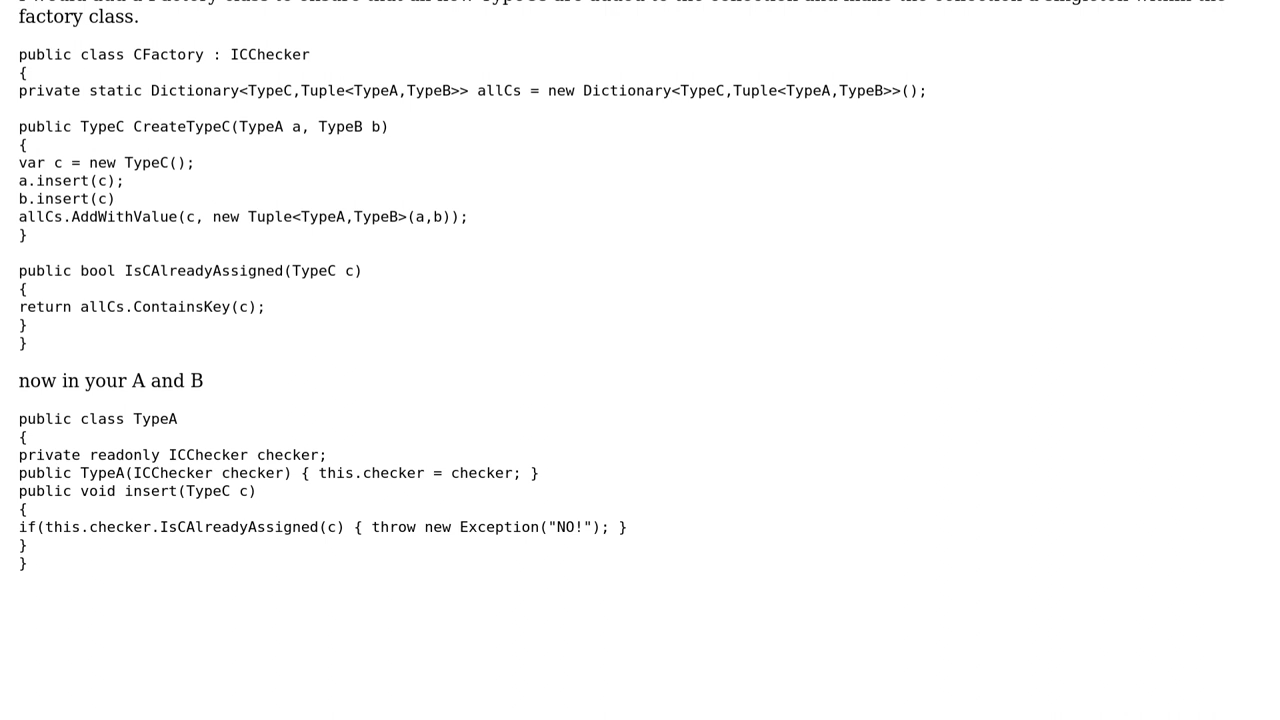 factory class.
public class CFactory : ICChecker
{
private static Dictionary<TypeC,Tuple<TypeA,TypeB>> allCs = new Dictionary<TypeC,Tuple<TypeA,TypeB>>();
public TypeC CreateTypeC(TypeA a, TypeB b)
{
var c = new TypeC();
a.insert(c);
b.insert(c)
allCs.AddWithValue(c, new Tuple<TypeA,TypeB>(a,b));
}
public bool IsCAlreadyAssigned(TypeC c)
{
return allCs.ContainsKey(c);
}
}
now in your A and B
public class TypeA
{
private readonly ICChecker checker;
public TypeA(ICChecker checker) { this.checker = checker; }
public void insert(TypeC c)
{
if(this.checker.IsCAlreadyAssigned(c) { throw new Exception("NO!"); }
}
}